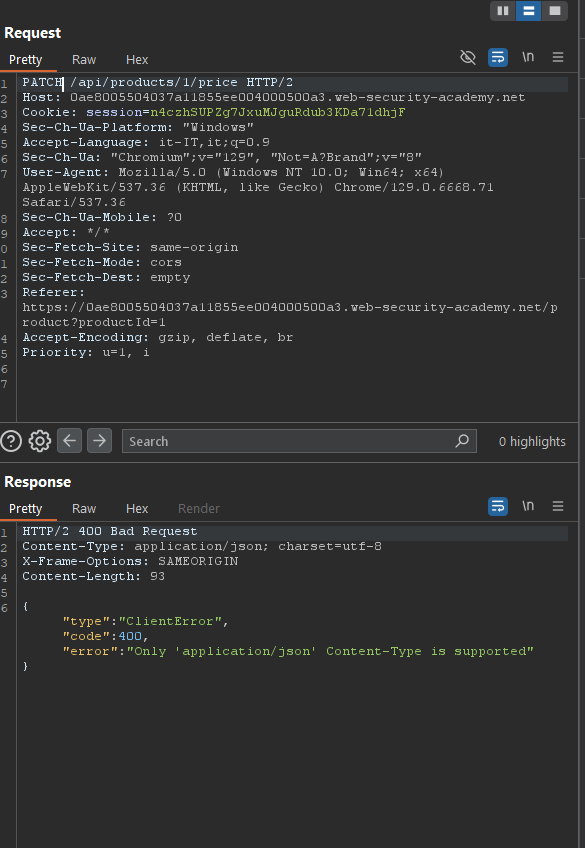 Request
Pretty Raw Hex
\n
1 PATCH /api/products/1/price HTTP/2
2 Host: 0ae8005504037a11855ee004000500a3.web-security-academy.net
3 Cookie: session=n4czhSUPZg7JxuMJguRdub3KDa7ldhjF
4 Sec-Ch-Ua-Platform: "Windows"
5 Accept-Language: it-IT,it;q=0.9
6 Sec-Ch-Ua: "Chromium";v="129", "Not=A?Brand";v="8"
7 User-Agent: Mozilla/5.0 (Windows NT 10.0; Win64; x64)
AppleWebKit/537.36 (KHTML, like Gecko) Chrome/129.0.6668.71
Safari/537.36
8 Sec-Ch-Ua-Mobile: ?0
9 Accept: */*
0 Sec-Fetch-Site: same-origin
1 Sec-Fetch-Mode: cors
2 Sec-Fetch-Dest: empty
3 Referer:
https://0ae8005504037a11855ee004000500a3.web-security-academy.net/p
roduct?productId=1
4 Accept-Encoding: gzip, deflate, br
5 Priority: u=1, i
6
7
Search 0 highlights
Response
Pretty Raw Hex Render
\n
1 HTTP/2 400 Bad Request
2 Content-Type: application/json; charset=utf-8
3 X-Frame-Options: SAMEORIGIN
4 Content-Length: 93
5
6 {
"type":"ClientError",
"code":400,
"error":"Only 'application/json' Content-Type is supported"
}